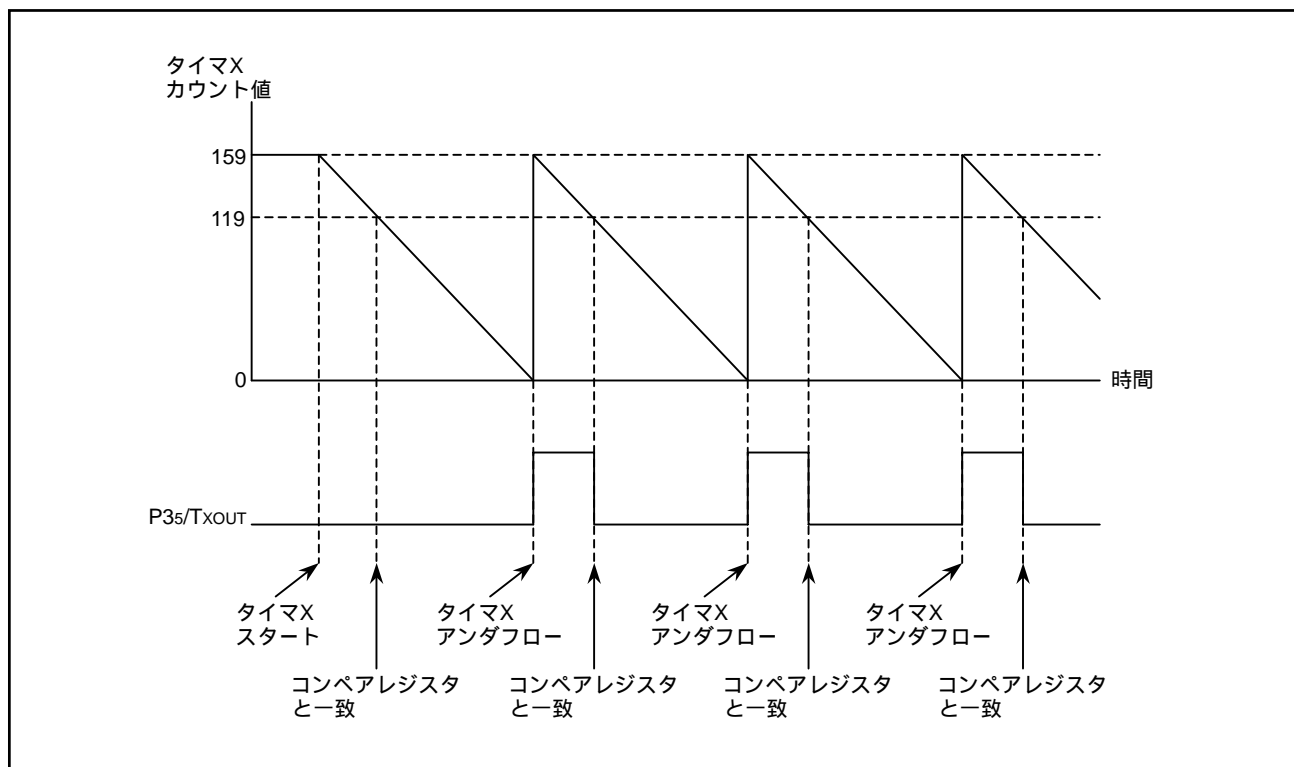 タイマX
カウント値
159
119
0
時間
P35/TXOUT
タイマX
スタート
タイマX
アンダフロー
タイマX
アンダフロー
タイマX
アンダフロー
コンペアレジスタ
と一致
コンペアレジスタ
と一致
コンペアレジスタ
と一致
コンペアレジスタ
と一致